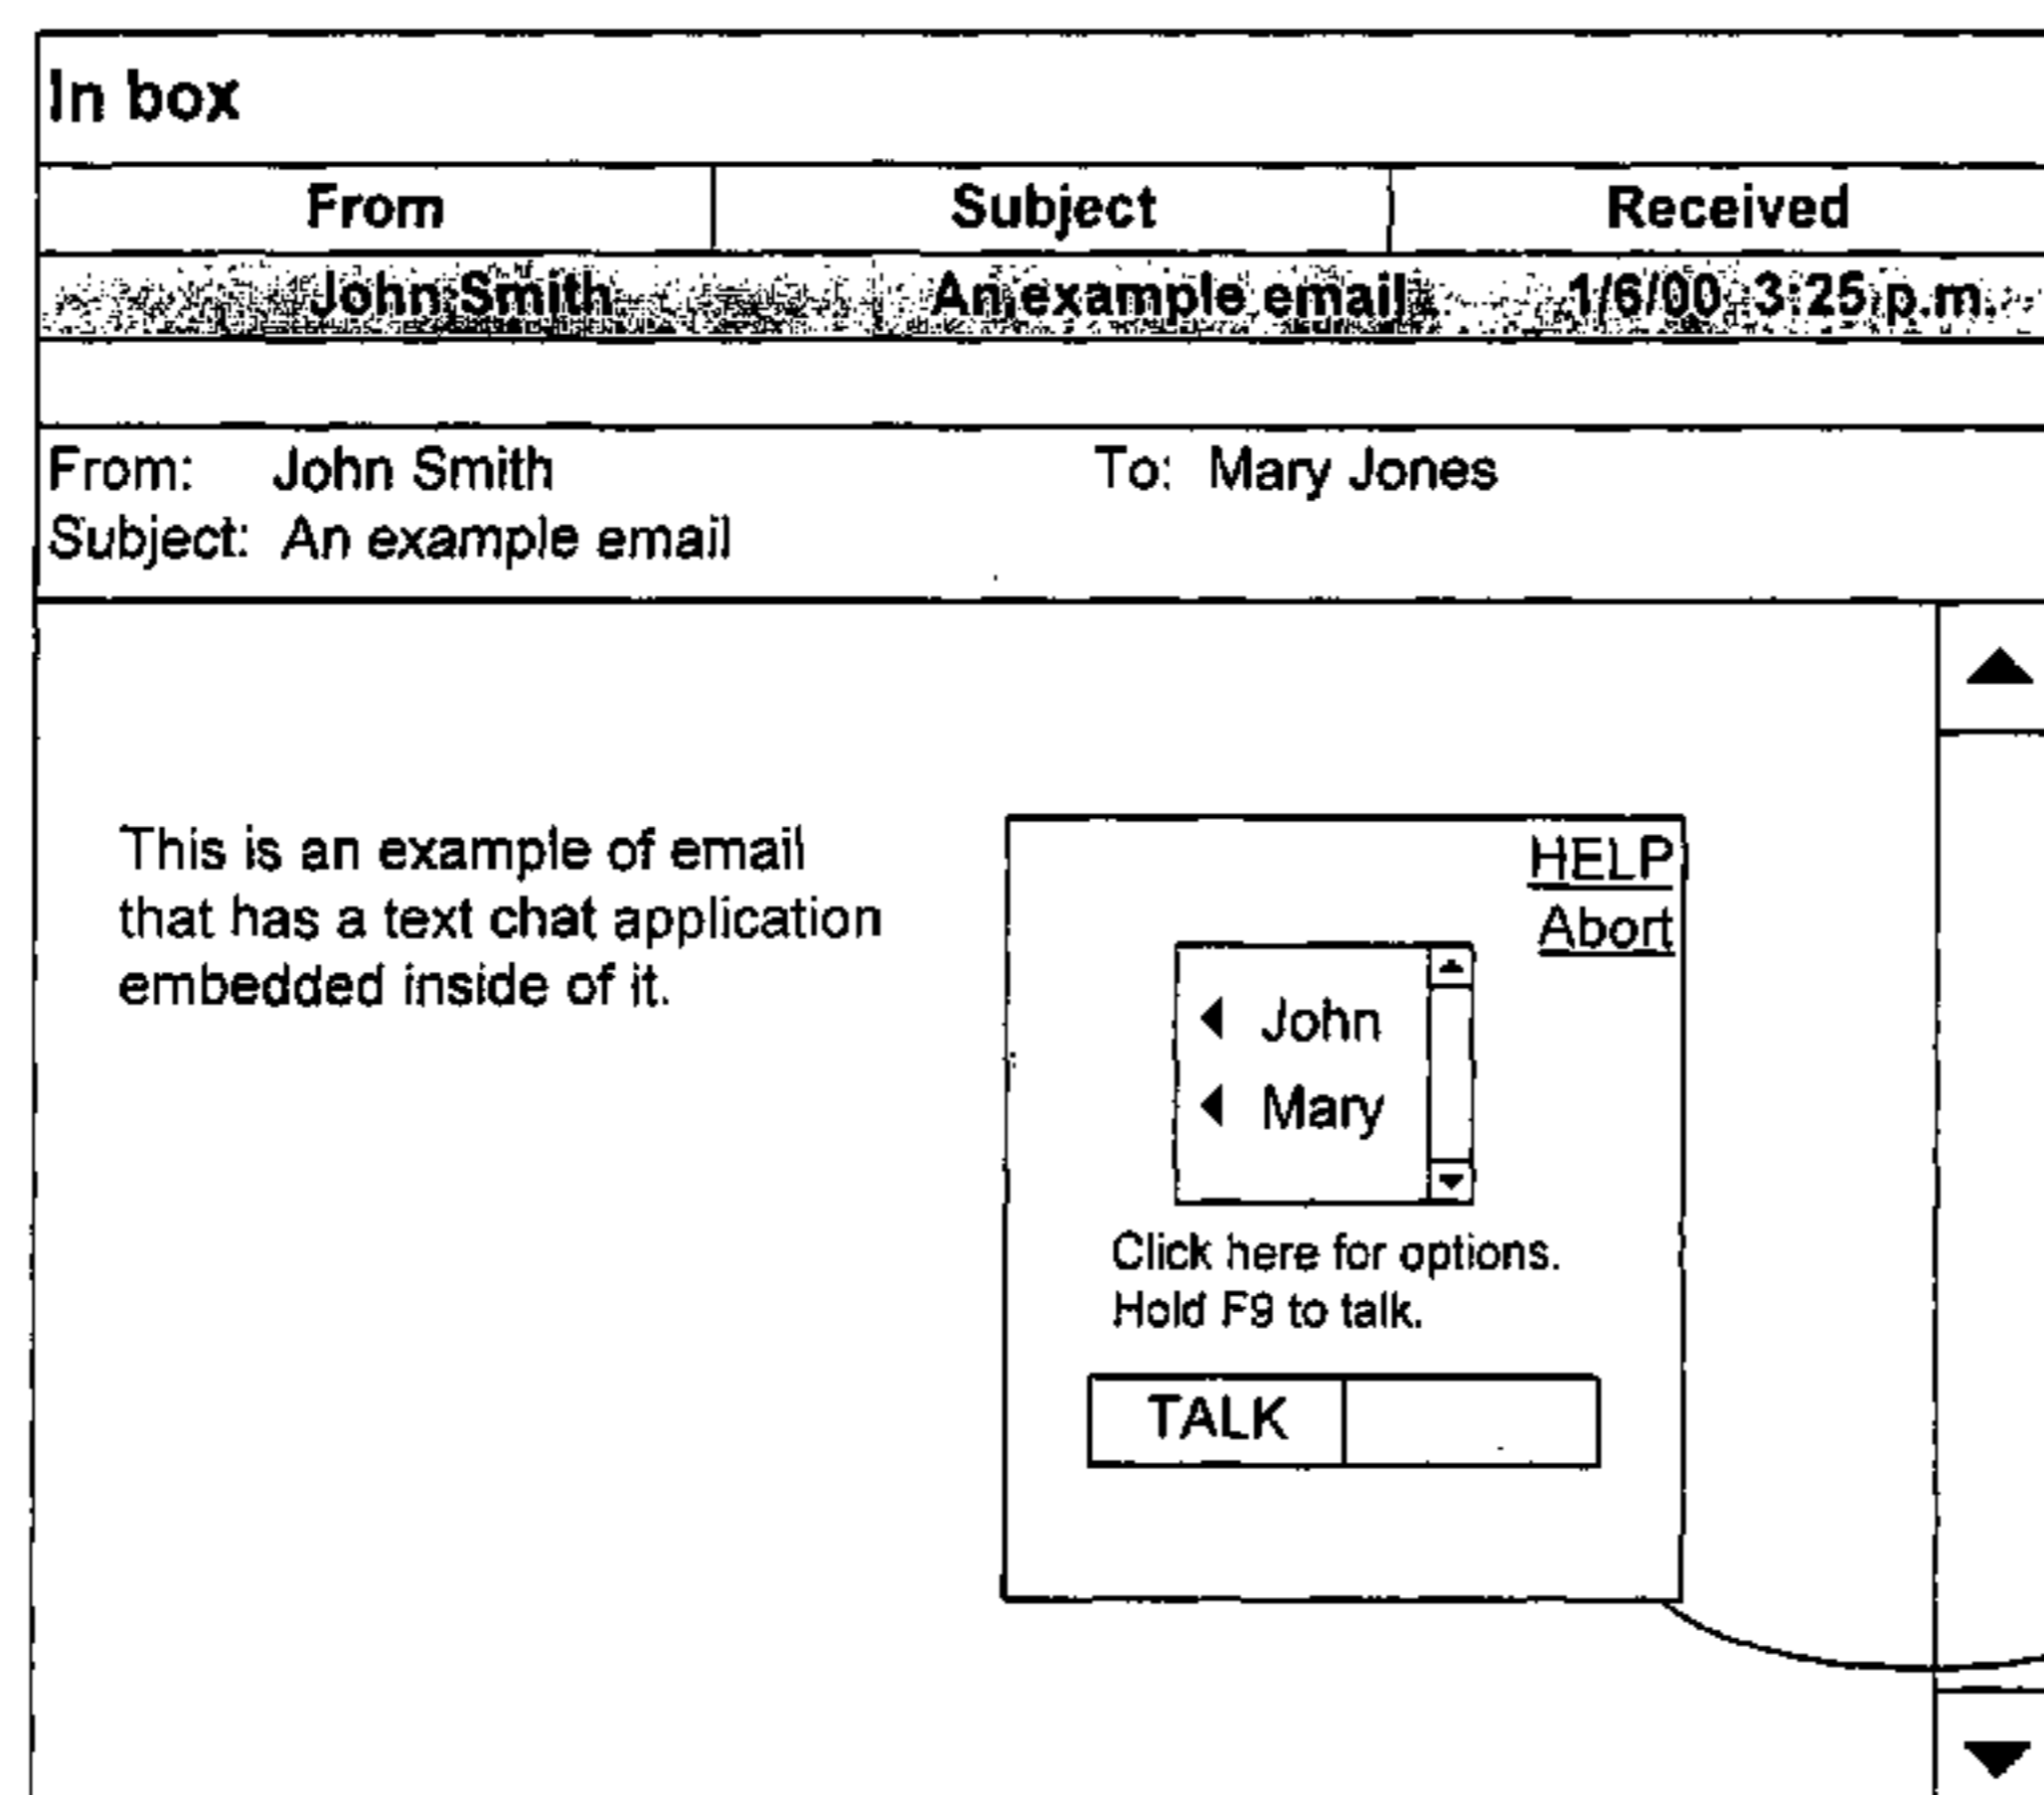 In box
From Subject Received
John Smith An example email 1/6/00 3:25 p.m.
From: John Smith To: Mary Jones
Subject: An example email
This is an example of email
that has a text chat application
embedded inside of it.
HELP
Abort
John
Mary
Click here for options.
Hold F9 to talk.
TALK